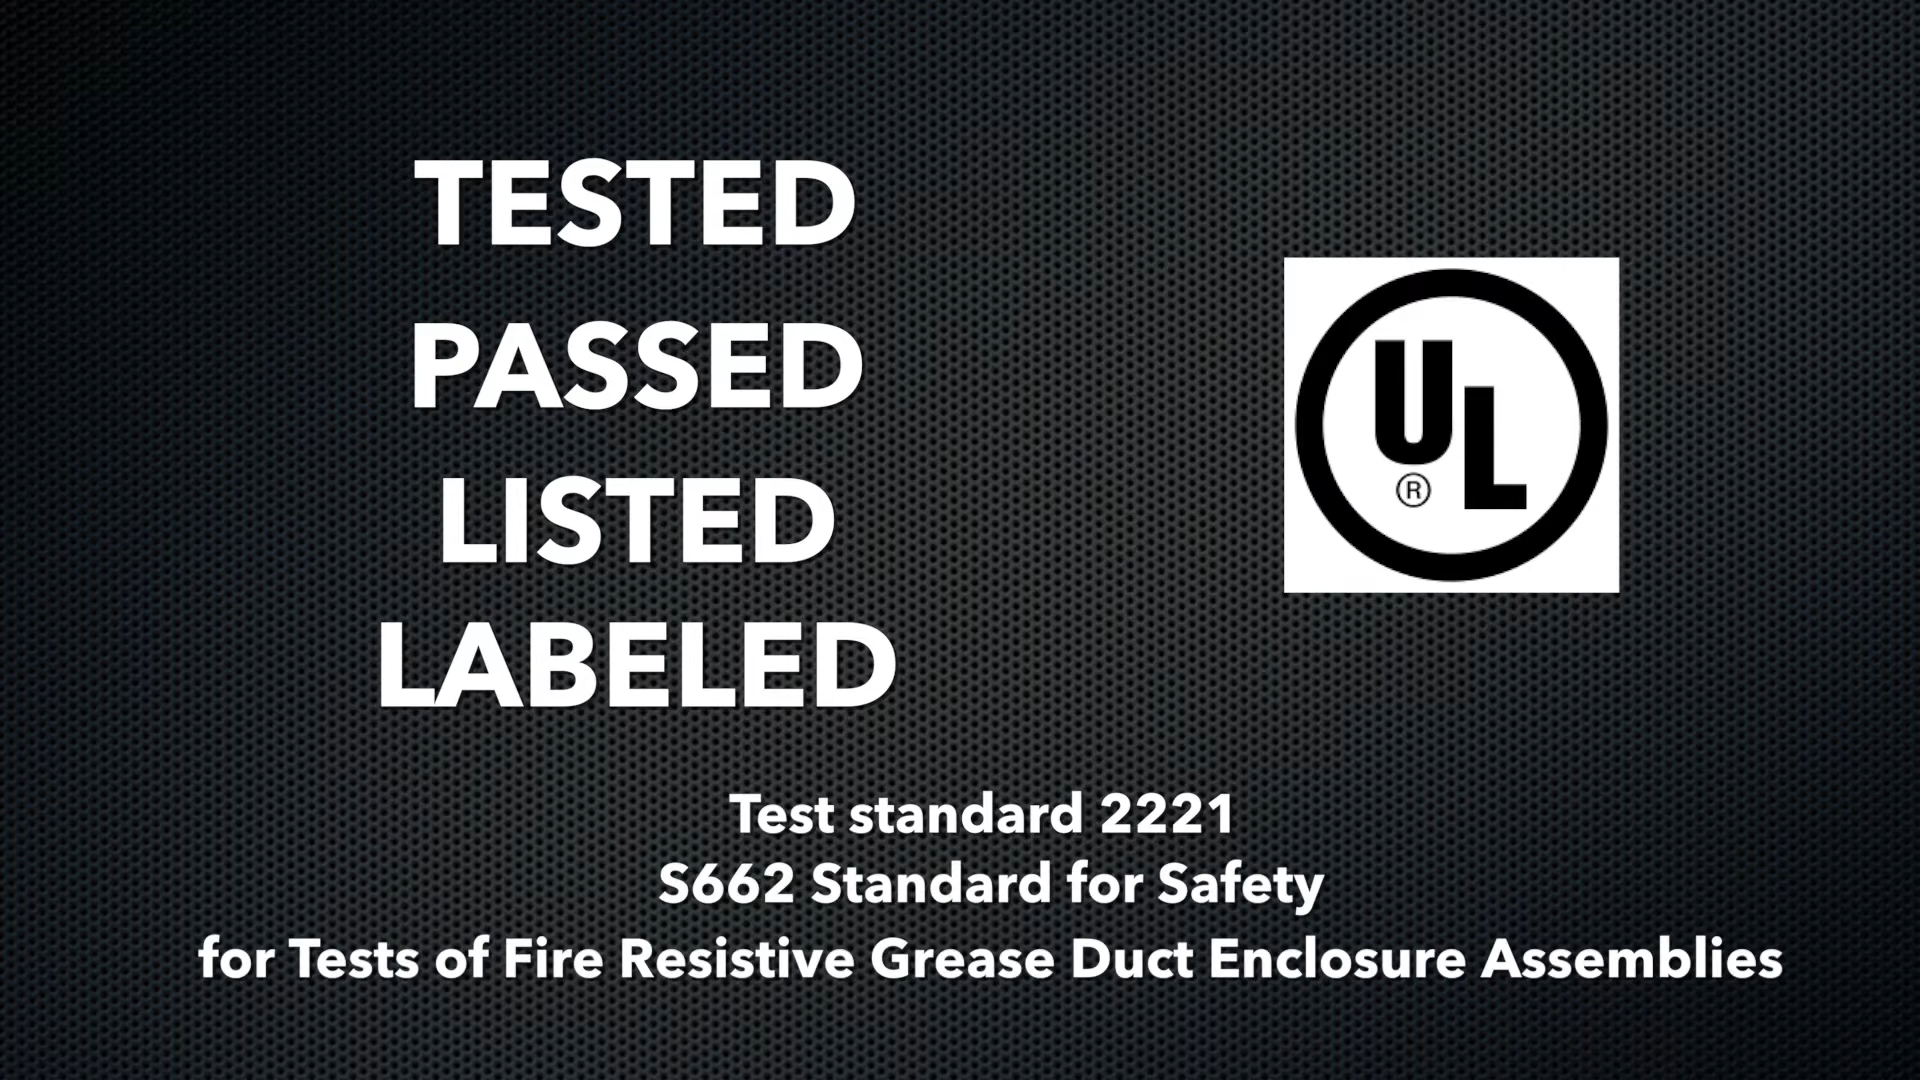 TESTED
PASSED
LISTED
LABELED
UL
®
Test standard 2221
S662 Standard for Safety
for Tests of Fire Resistive Grease Duct Enclosure Assemblies